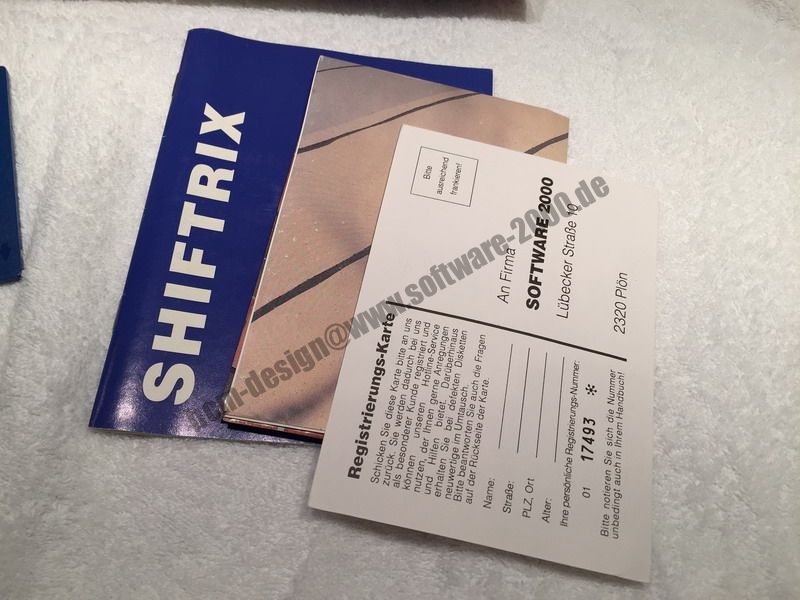 SHIFTRIX
Registrierungs-Karte
Schicken Sie diese Karte bitte an uns
zurück. Sie werden dadurch bei uns
als besonderer Kunde registriert und
können unseren Hotline-Service
nutzen, der Ihnen gerne Anregungen
und Hilfen bietet. Darüberhinaus
erhalten Sie bei defekten Disketten
neuwertige im Umtausch.
Bitte beantworten Sie auch die Fragen
auf der Rückseite der Karte.
Name:
Straße:
PLZ, Ort
Alter:
Ihre persönliche Registrierungs-Nummer:
01 17493 *
Bitte notieren Sie sich die Nummer
unbedingt auch in Ihrem Handbuch!
Bitte
ausreichend
frankieren!
An Firma
SOFTWARE 2000
Lübecker Straße 10
2320 Plön
design@www.software-2000.de